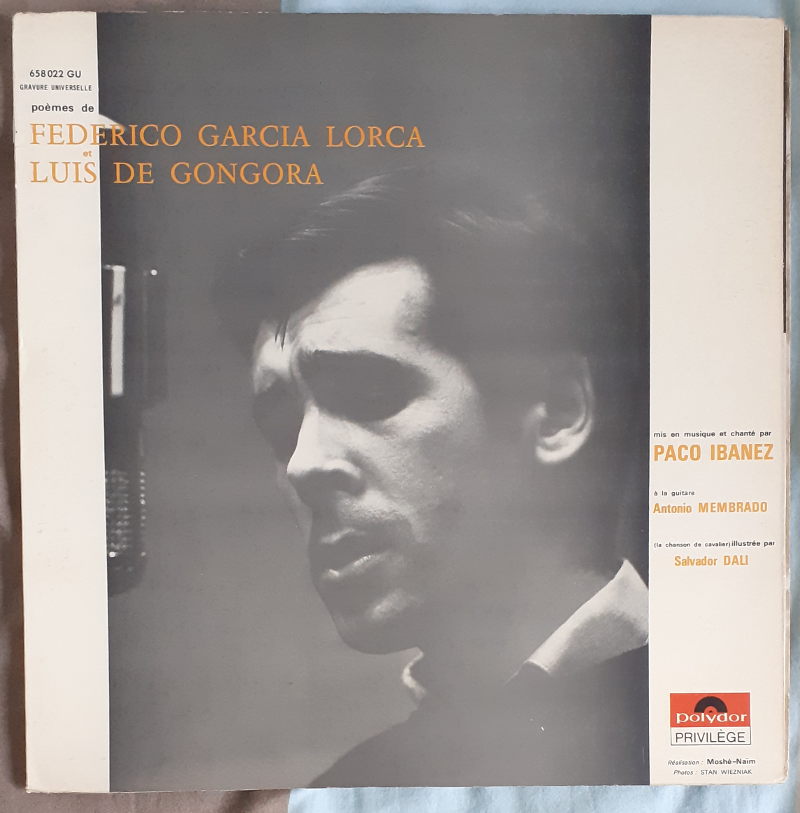 658022 GU
GRAVURE UNIVERSELLE
poèmes de
FEDERICO GARCIA LORCA
et
LUIS DE GONGORA
mis en musique et chanté par
PACO IBANEZ
à la guitare
Antonio MEMBRADO
(la chanson de cavalier) illustrée par
Salvador DALI
polydor
PRIVILÈGE
Réalisation : Moshé-Naïm
Photos : STAN WIEZNIAK